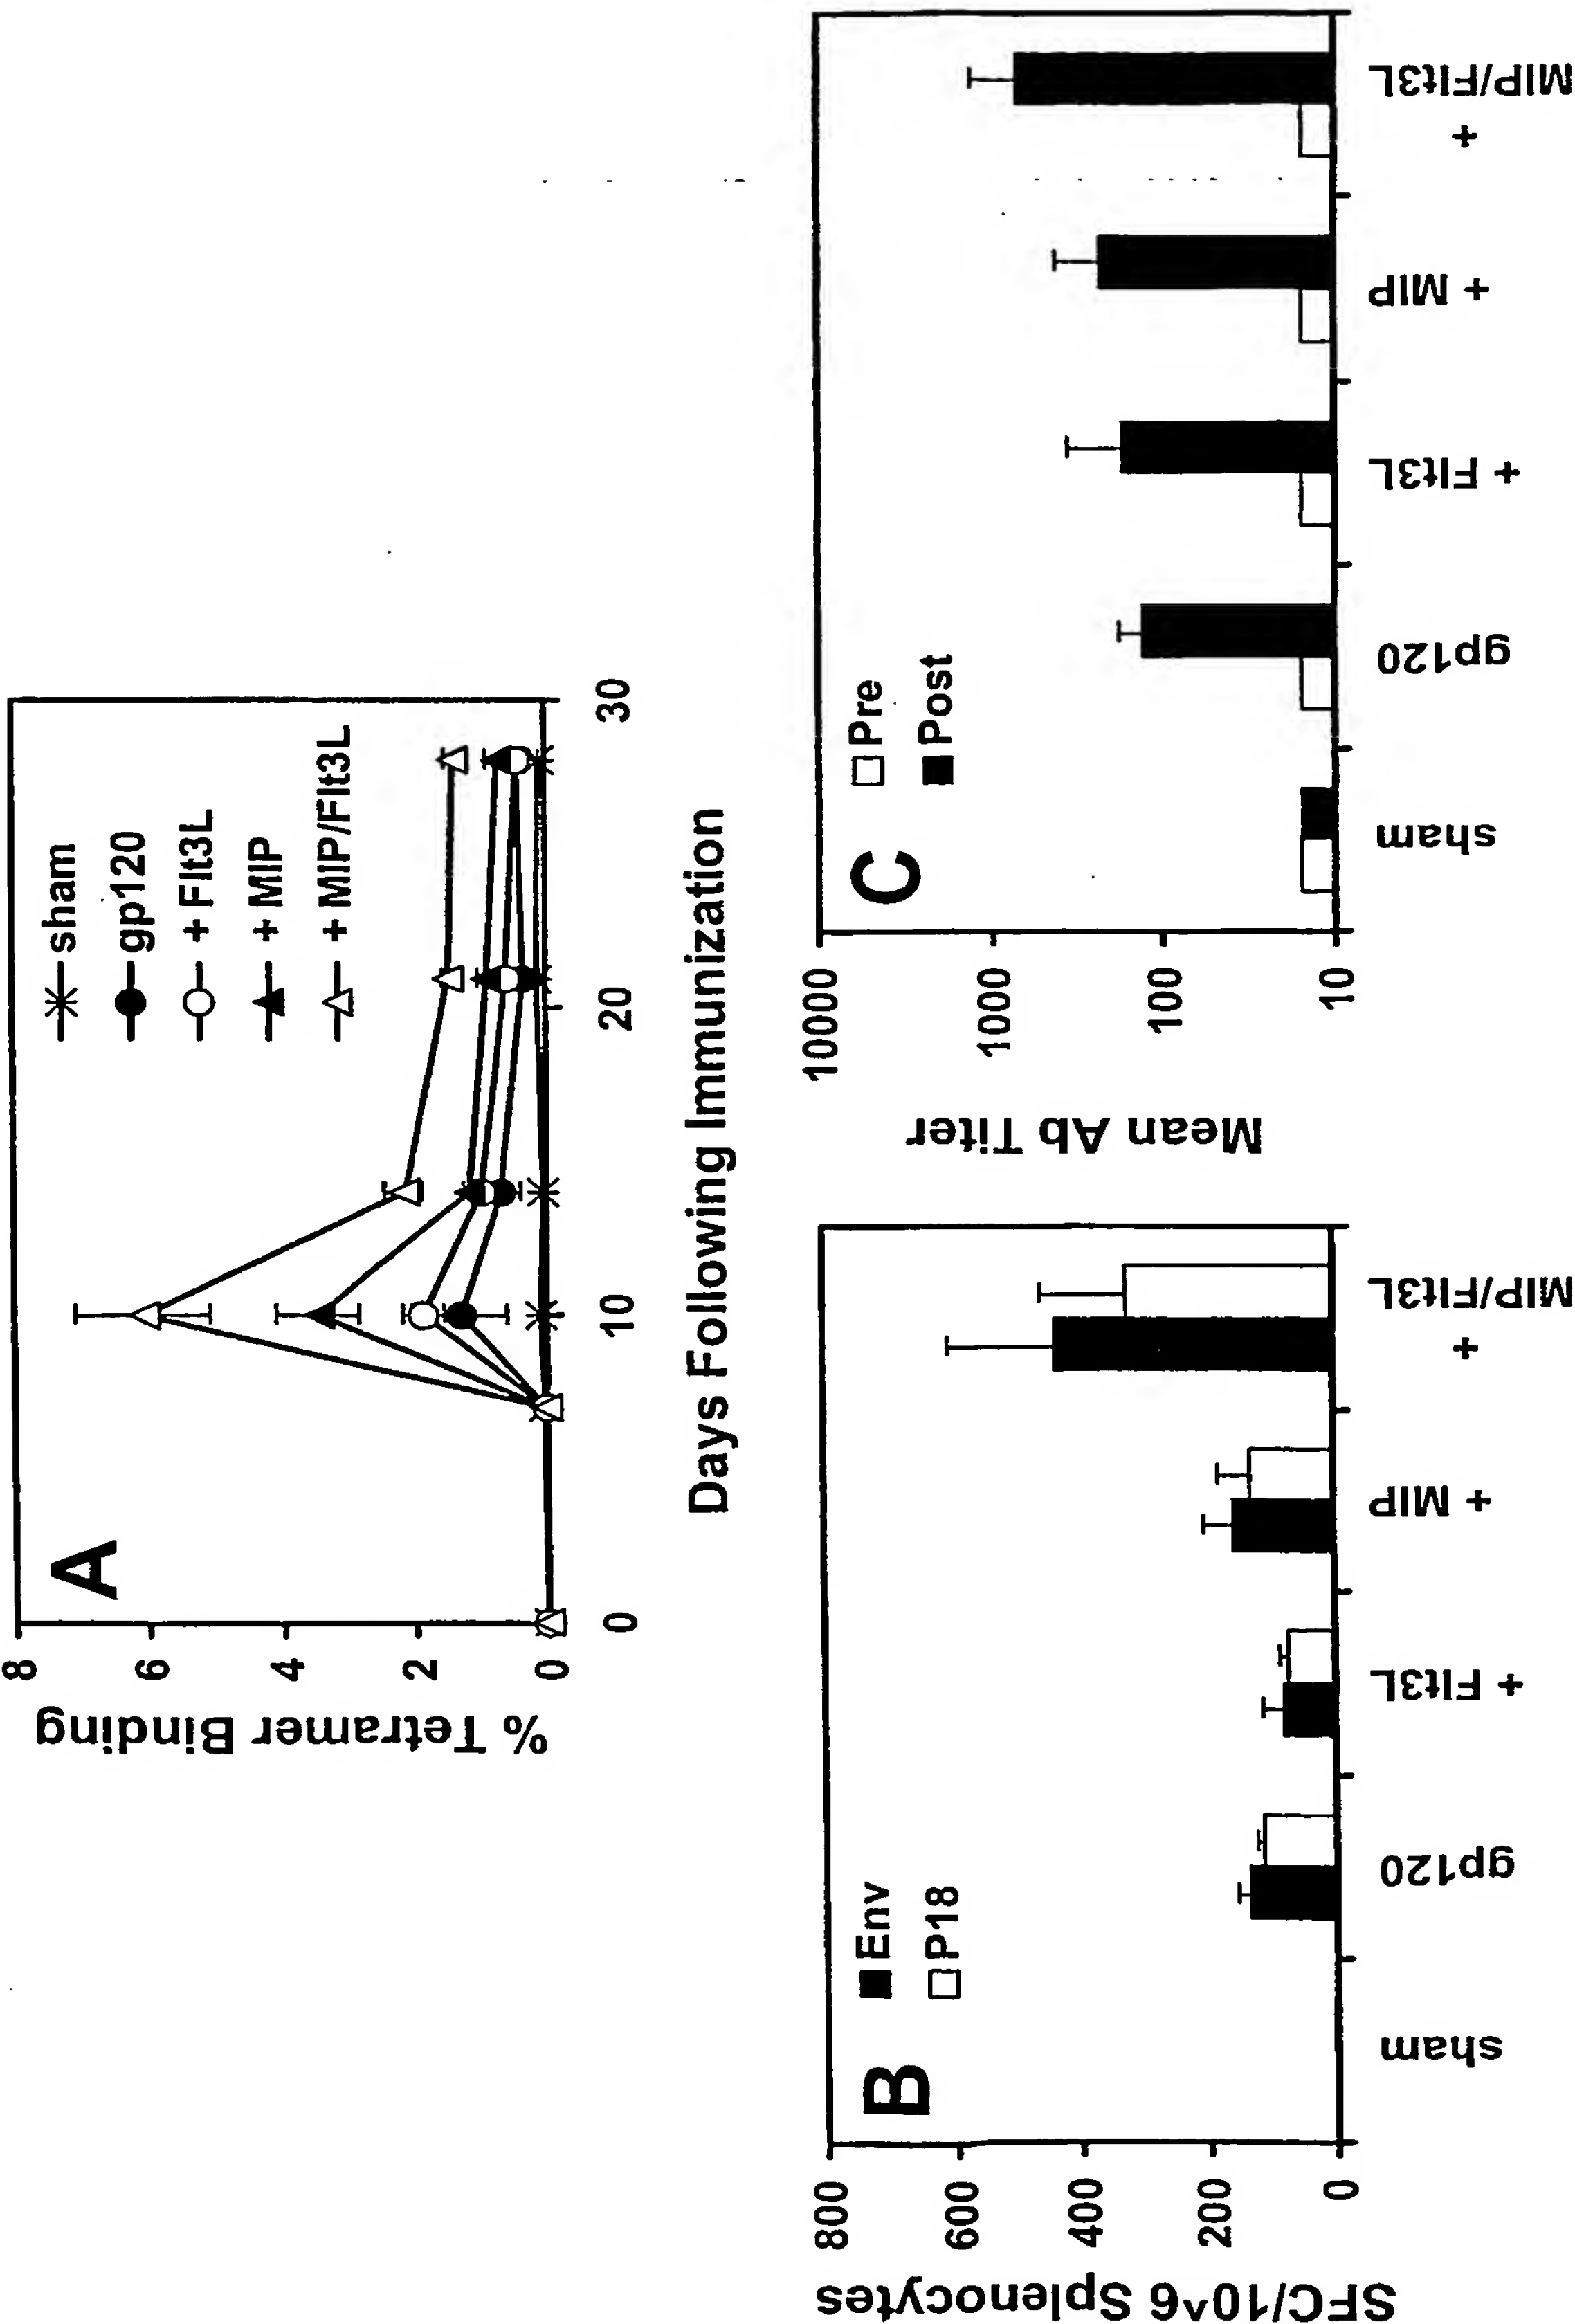 A
% Tetramer Binding
8
6
4
2
0
0
10
20
30
Days Following Immunization
sham
gp120
+ Flt3L
+ MIP
+ MIP/Flt3L
B
SFC/10^6 Splenocytes
800
600
400
200
0
Env
P18
sham
gp120
+ Flt3L
+ MIP
+
MIP/Flt3L
C
Mean Ab Titer
10000
1000
100
10
Pre
Post
sham
gp120
+ Flt3L
+ MIP
+
MIP/Flt3L